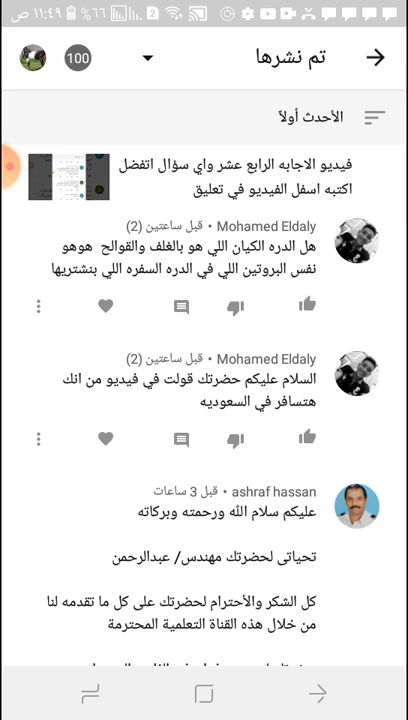 ١١:٤٩ ص
٦٦%
2
تم نشرها
100
الأحدث أولاً
فيديو الاجابه الرابع عشر واي سؤال اتفضل
اكتبه اسفل الفيديو في تعليق
Mohamed Eldaly • قبل ساعتين (2)
هل الدره الكيان اللي هو بالغلف والقوالح هوهو
نفس البروتين اللي في الدره السفره اللي بنشتريها
Mohamed Eldaly • قبل ساعتين (2)
السلام عليكم حضرتك قولت في فيديو من انك
هتسافر في السعوديه
ashraf hassan • قبل 3 ساعات
عليكم سلام الله ورحمته وبركاته
تحياتى لحضرتك مهندس/ عبدالرحمن
كل الشكر والأحترام لحضرتك على كل ما تقدمه لنا
من خلال هذه القناة التعلمية المحترمة